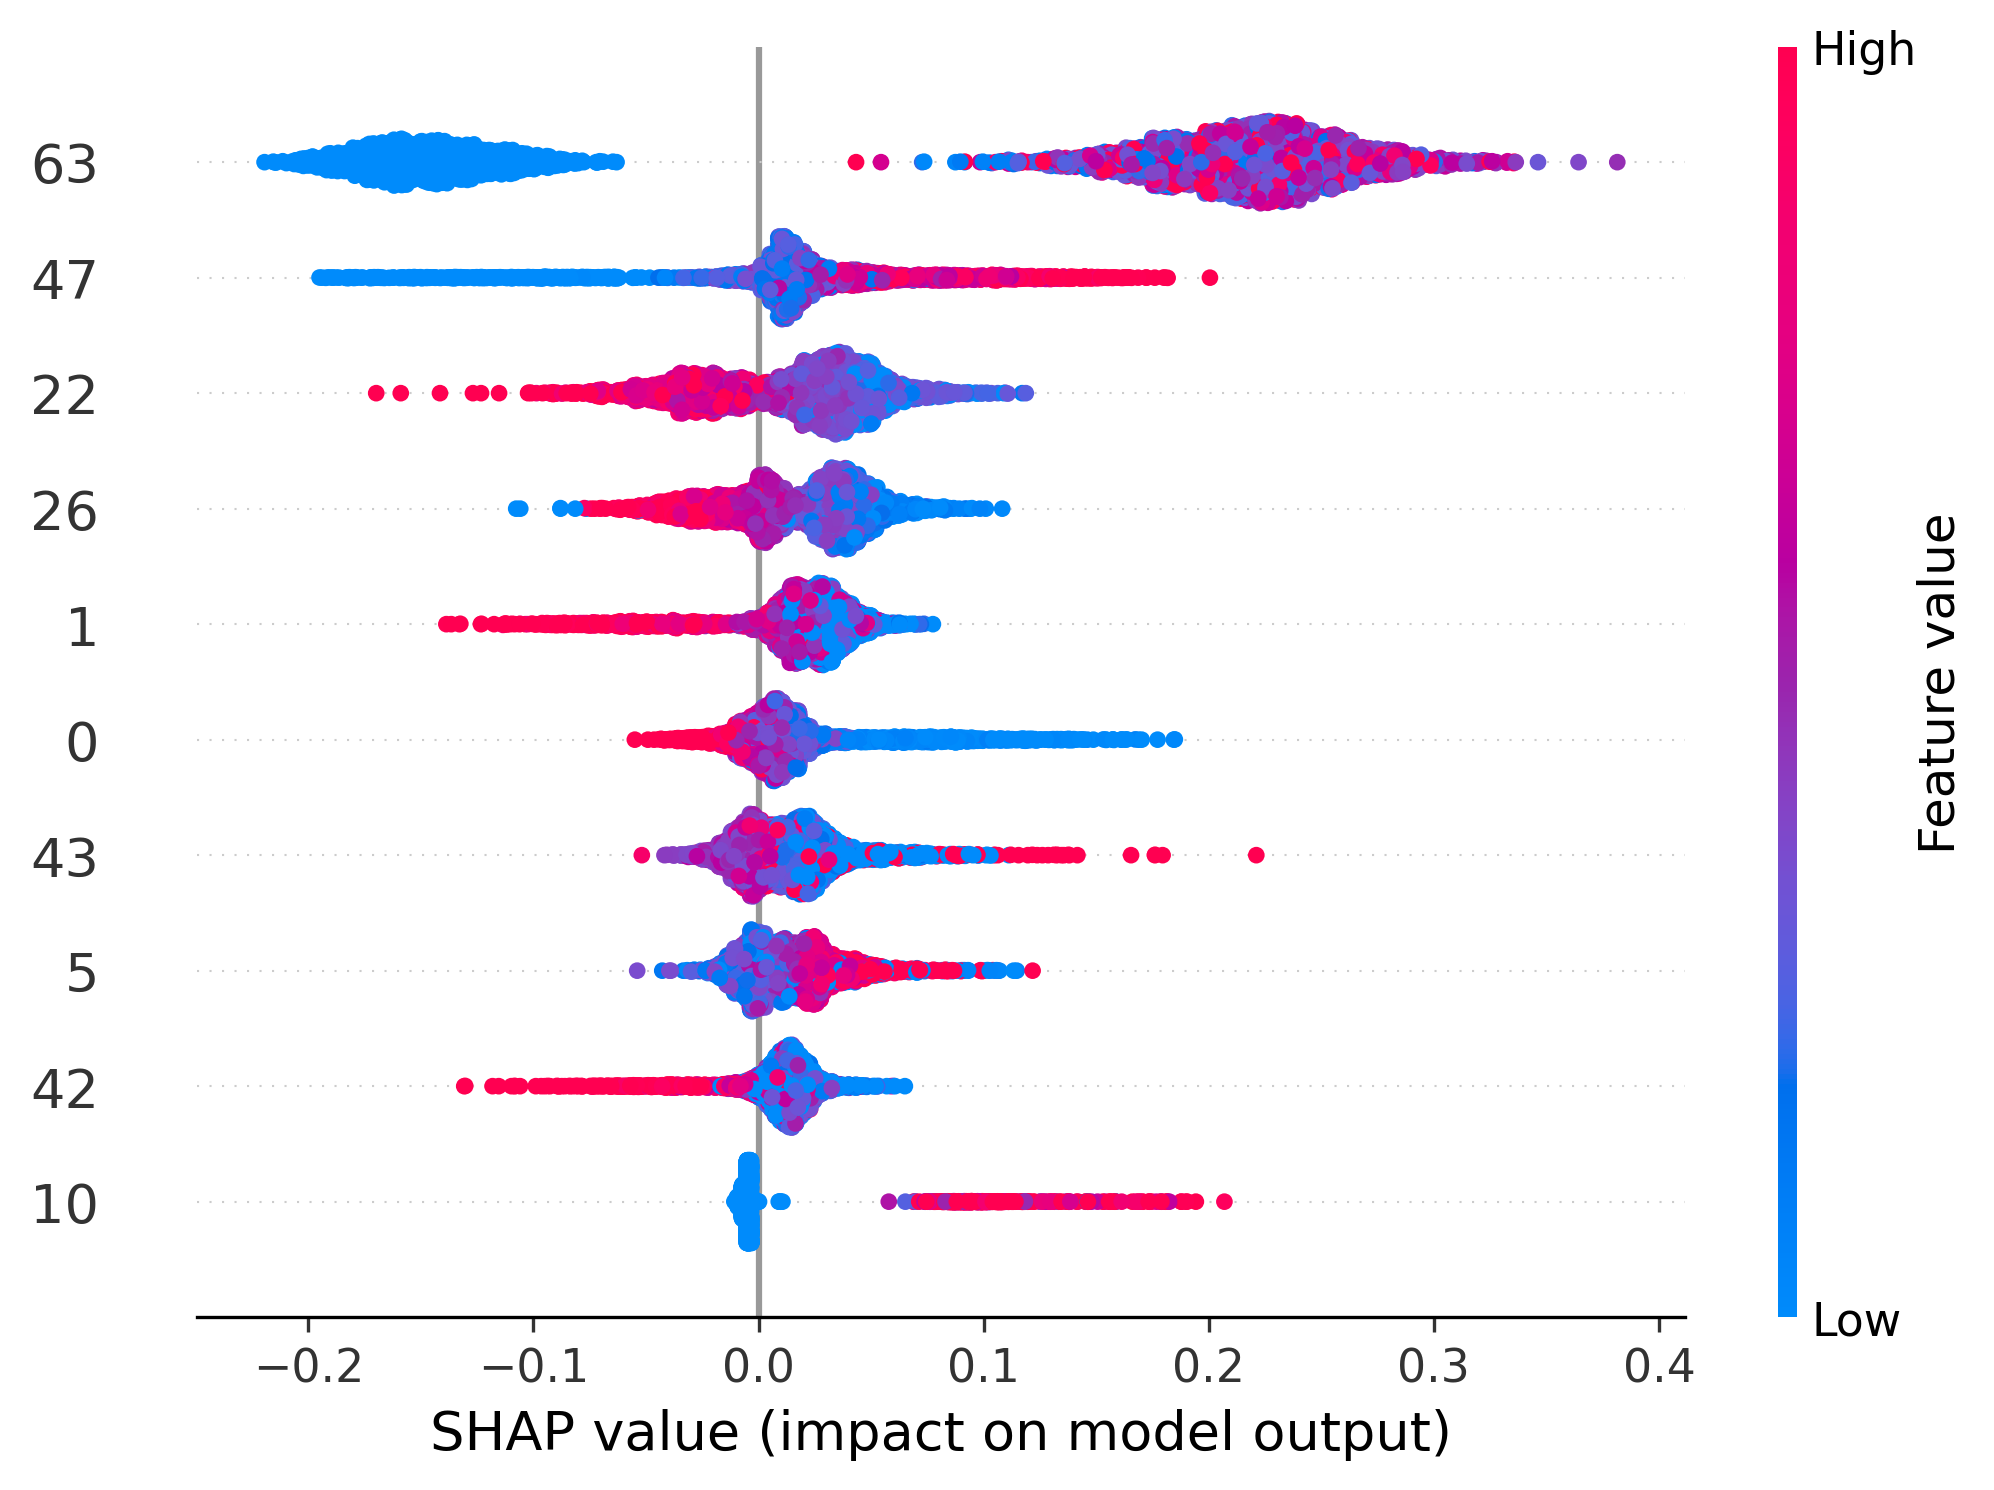 High
63
47
22
26
1
0
43
5
42
10
Feature value
Low
−0.2 −0.1 0.0 0.1 0.2 0.3 0.4
SHAP value (impact on model output)